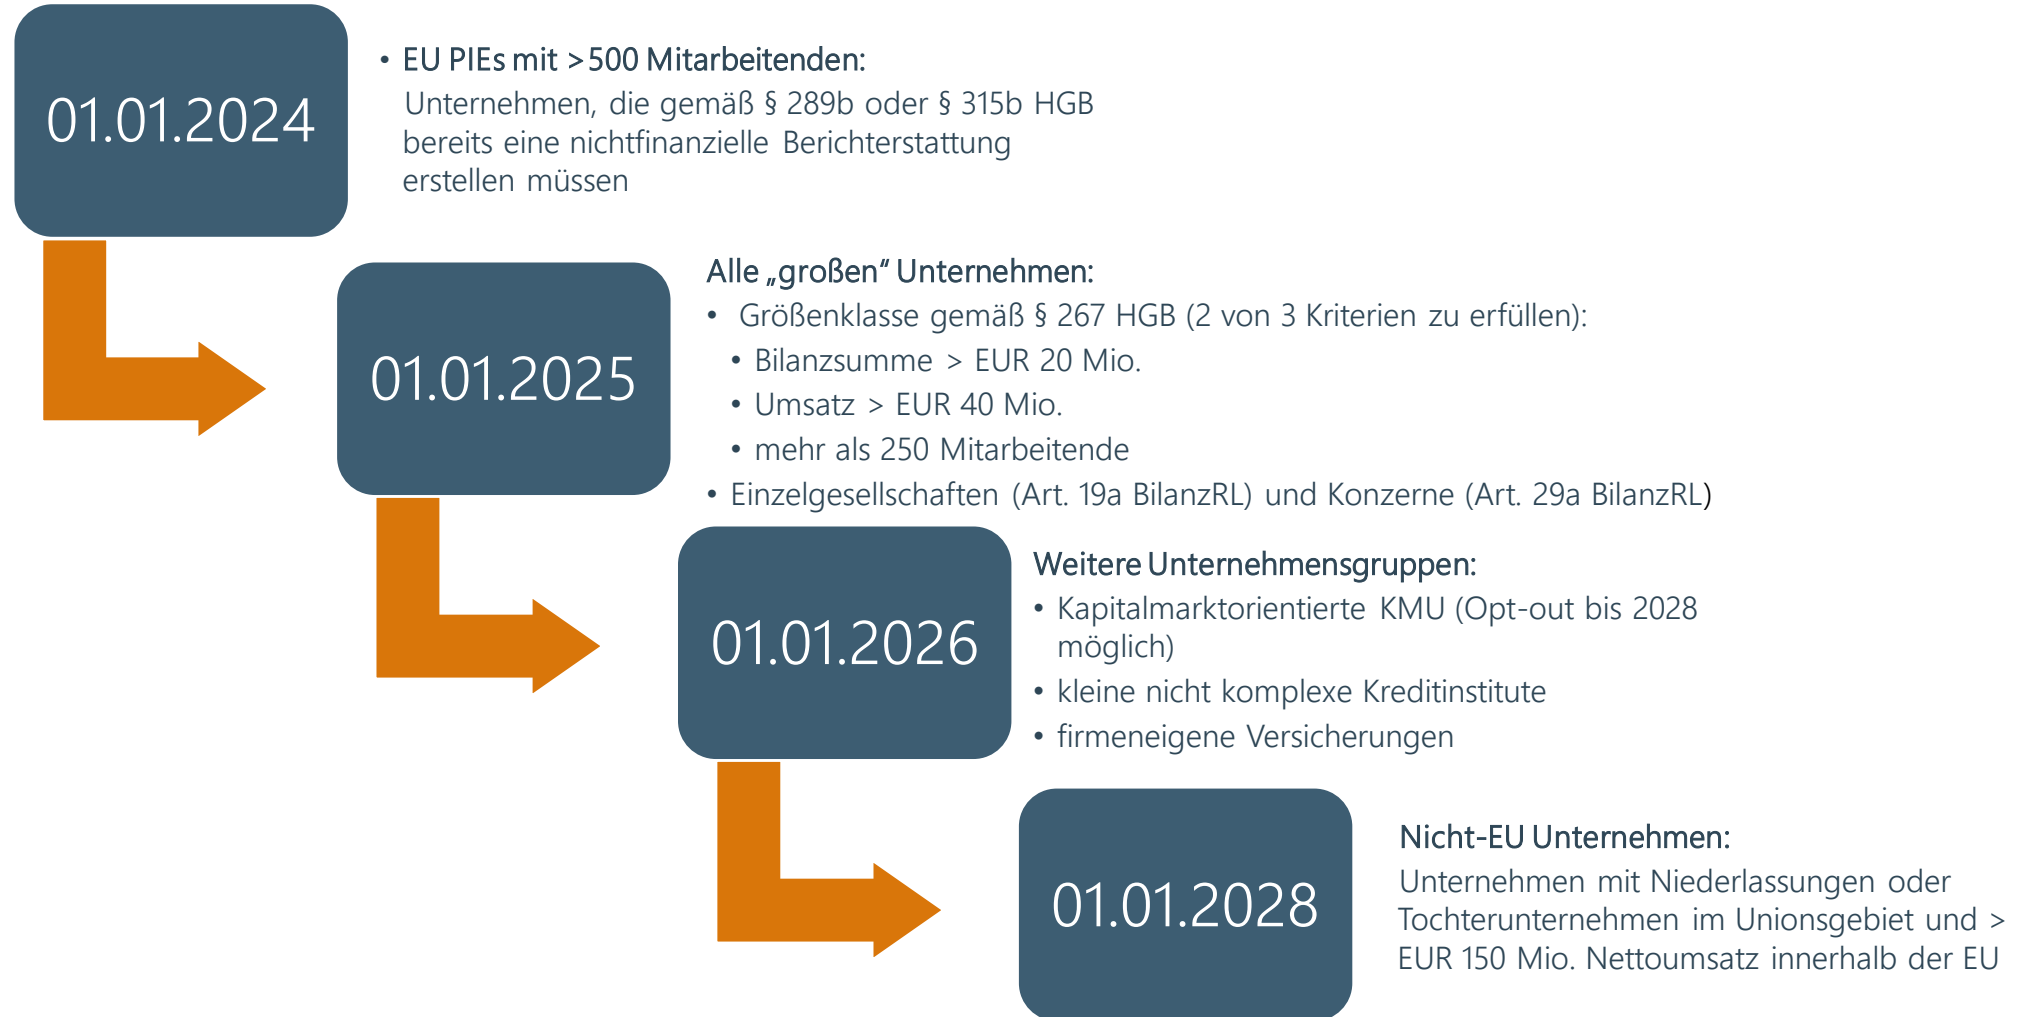 01.01.2024
• EU PIEs mit >500 Mitarbeitenden:
Unternehmen, die gemäß § 289b oder § 315b HGB
bereits eine nichtfinanzielle Berichterstattung
erstellen müssen
01.01.2025
Alle „großen“ Unternehmen:
• Größenklasse gemäß § 267 HGB (2 von 3 Kriterien zu erfüllen):
• Bilanzsumme > EUR 20 Mio.
• Umsatz > EUR 40 Mio.
• mehr als 250 Mitarbeitende
• Einzelgesellschaften (Art. 19a BilanzRL) und Konzerne (Art. 29a BilanzRL)
01.01.2026
Weitere Unternehmensgruppen:
• Kapitalmarktorientierte KMU (Opt-out bis 2028
möglich)
• kleine nicht komplexe Kreditinstitute
• firmeneigene Versicherungen
01.01.2028
Nicht-EU Unternehmen:
Unternehmen mit Niederlassungen oder
Tochterunternehmen im Unionsgebiet und >
EUR 150 Mio. Nettoumsatz innerhalb der EU